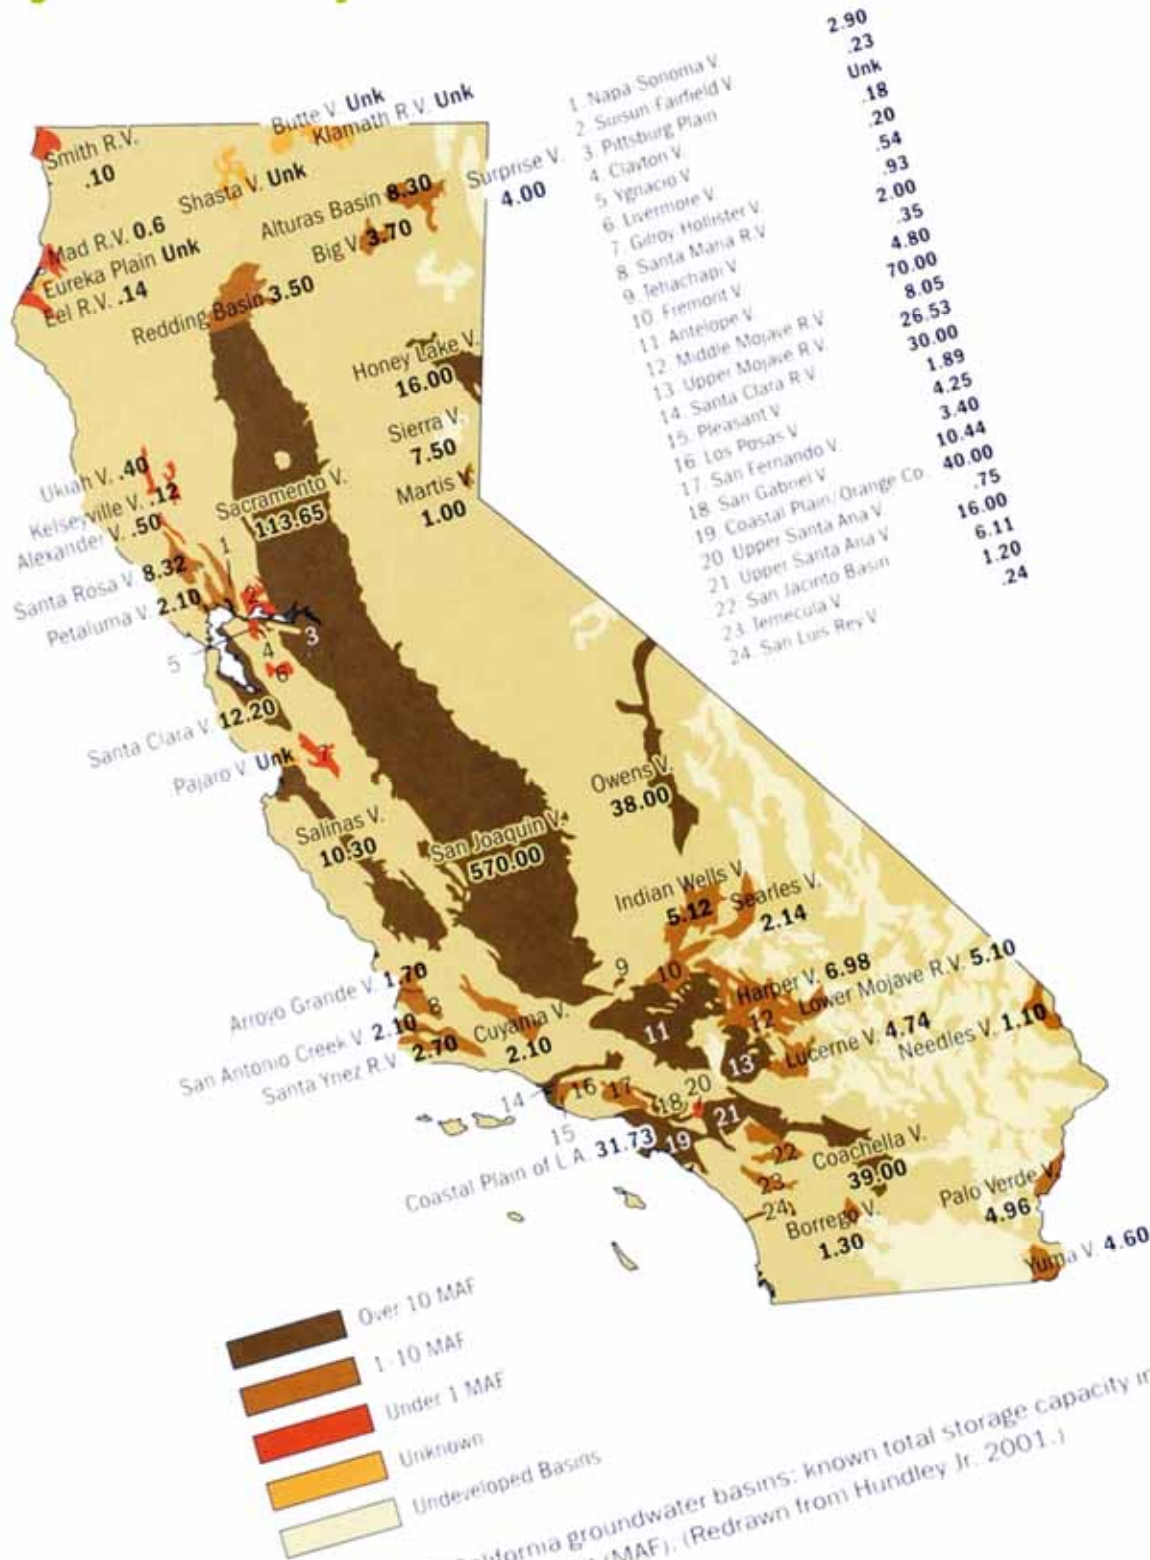 Butte V. Unk
Klamath R.V. Unk
Smith R.V.
.10
Shasta V. Unk
Surprise V.
4.00
Alturas Basin 8.30
Big V. 3.70
Mad R.V. 0.6
Eureka Plain Unk
Eel R.V. .14
Redding Basin 3.50
Honey Lake V.
16.00
Sierra V.
7.50
Martis V.
1.00
Ukiah V. .40
Kelseyville V. .12
Alexander V. .50
Sacramento V.
113.65
Santa Rosa V. 8.32
Petaluma V. 2.10
1
2
3
4
5
6
Santa Clara V. 12.20
Pajaro V. Unk
7
Salinas V.
10.30
San Joaquin V.
570.00
Owens V.
38.00
Indian Wells V.
5.12
Searles V.
2.14
Arroyo Grande V. 1.70
8
San Antonio Creek V. 2.10
Santa Ynez R.V. 2.70
Cuyama V.
2.10
9
10
11
Harper V. 6.98
12
Lower Mojave R.V. 5.10
13
Lucerne V. 4.74
Needles V. 1.10
14
15
16
17
18
19
20
21
22
23
24
Coastal Plain of L.A. 31.73
Coachella V.
39.00
Borrego V.
1.30
Palo Verde V.
4.96
Yuma V. 4.60
1. Napa Sonoma V. 2.90
2. Suisun Fairfield V. .23
3. Pittsburg Plain Unk
4. Clayton V. .18
5. Ygnacio V. .20
6. Livermore V. .54
7. Gilroy Hollister V. .93
8. Santa Maria R.V. 2.00
9. Tehachapi V. .35
10. Fremont V. 4.80
11. Antelope V. 70.00
12. Middle Mojave R.V. 8.05
13. Upper Mojave R.V. 26.53
14. Santa Clara R.V. 30.00
15. Pleasant V. 1.89
16. Los Posas V. 4.25
17. San Fernando V. 3.40
18. San Gabriel V. 10.44
19. Coastal Plain/Orange Co. 40.00
20. Upper Santa Ana V. .75
21. Upper Santa Ana V. 16.00
22. San Jacinto Basin 6.11
23. Temecula V. 1.20
24. San Luis Rey V. .24
Over 10 MAF
1-10 MAF
Under 1 MAF
Unknown
Undeveloped Basins
California groundwater basins: known total storage capacity in
(MAF). (Redrawn from Hundley Jr. 2001.)